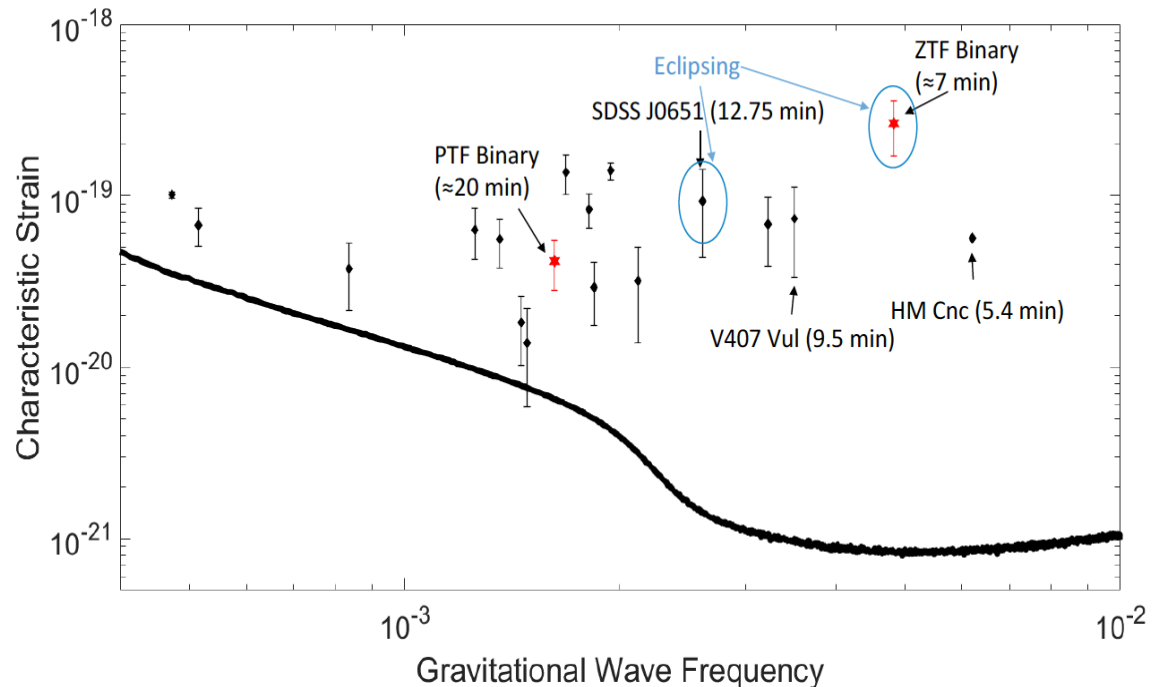 10^-18
10^-19
10^-20
10^-21
Characteristic Strain
Eclipsing
ZTF Binary
(≈7 min)
SDSS J0651 (12.75 min)
PTF Binary
(≈20 min)
HM Cnc (5.4 min)
V407 Vul (9.5 min)
10^-3
10^-2
Gravitational Wave Frequency